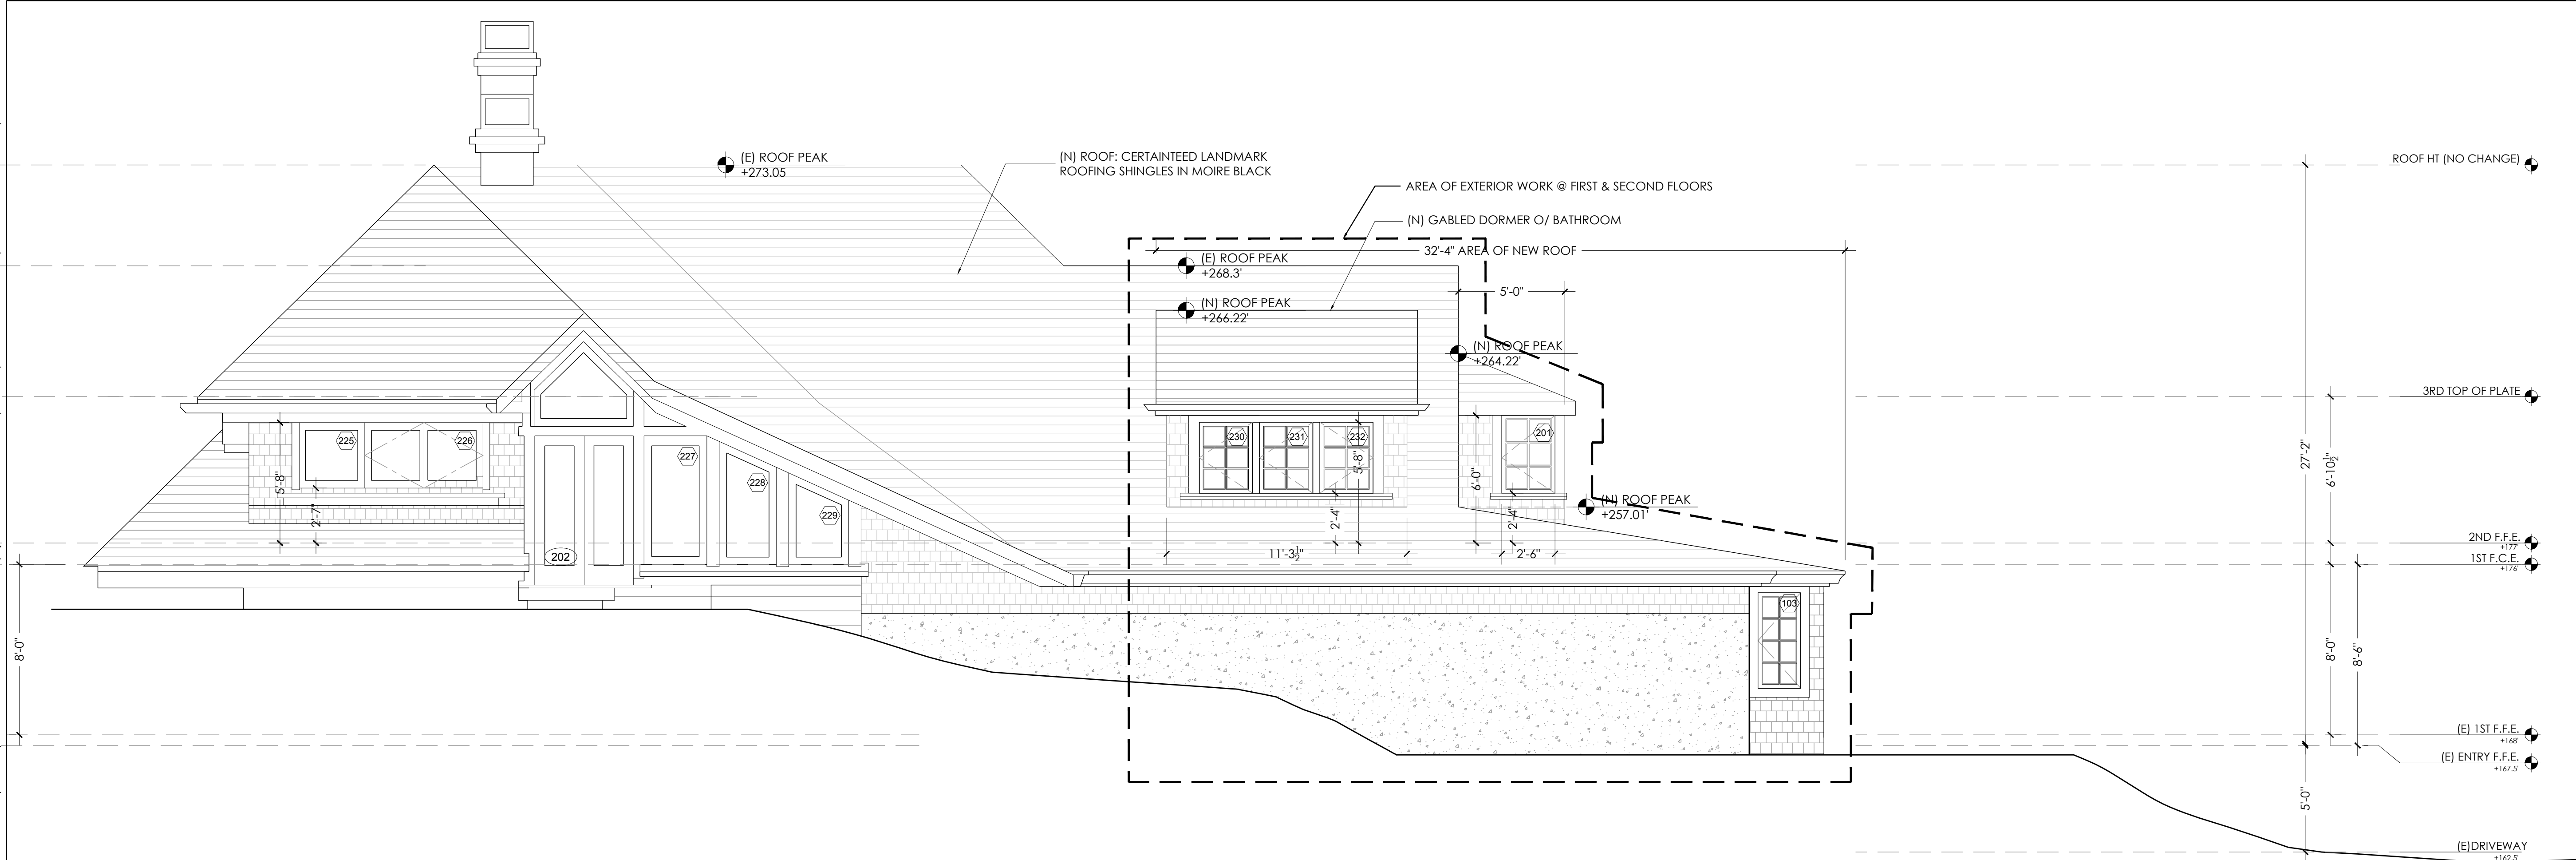 (E) ROOF PEAK
+273.05
(N) ROOF: CERTAINTEED LANDMARK
ROOFING SHINGLES IN MOIRE BLACK
ROOF HT (NO CHANGE)
AREA OF EXTERIOR WORK @ FIRST & SECOND FLOORS
(N) GABLED DORMER O/ BATHROOM
32'-4" AREA OF NEW ROOF
(E) ROOF PEAK
+268.3'
5'-0"
(N) ROOF PEAK
+266.22'
(N) ROOF PEAK
+264.22'
3RD TOP OF PLATE
225
226
227
228
229
230
231
232
201
5'-8"
2'-7"
5'-8"
6'-0"
2'-4"
2'-4"
27'-2"
6'-10½"
(N) ROOF PEAK
+257.01'
2ND F.F.E.
+177'
1ST F.C.E.
+176'
202
11'-3½"
2'-6"
103
8'-0"
8'-0"
8'-6"
(E) 1ST F.F.E.
+168'
(E) ENTRY F.F.E.
+167.5'
5'-0"
(E)DRIVEWAY
+162.5'